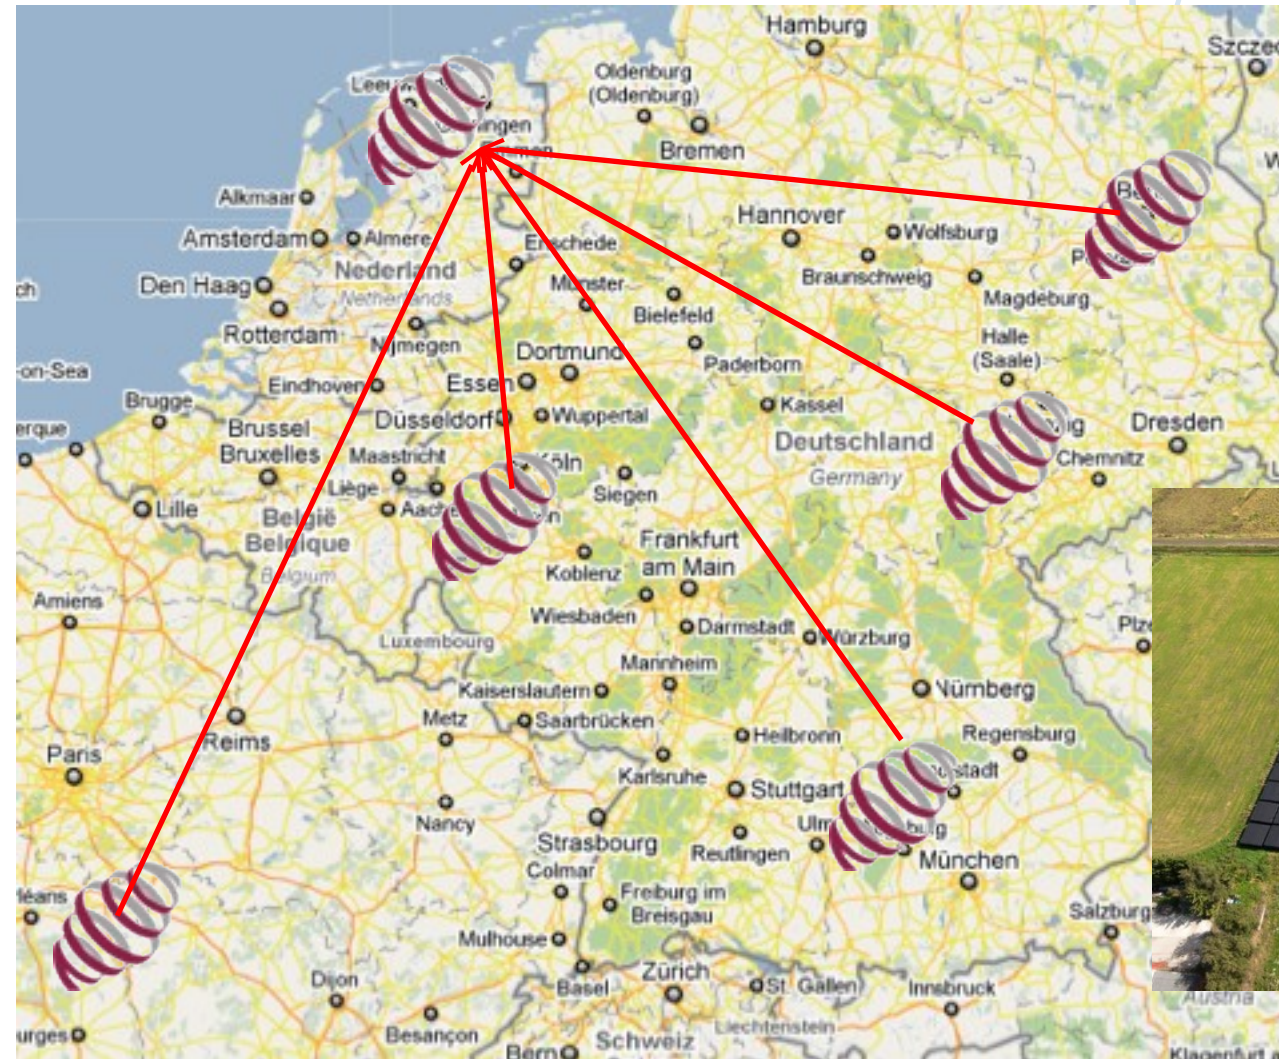 Hamburg
Oldenburg
(Oldenburg)
Bremen
Alkmaar
Amsterdam
Almere
Enschede
Hannover
Wolfsburg
Braunschweig
Magdeburg
Den Haag
Nederland
Netherlands
Münster
Bielefeld
Rotterdam
Nijmegen
Dortmund
Paderborn
Halle
(Saale)
-on-Sea
Eindhoven
Essen
Brugge
Düsseldorf
Wuppertal
Kassel
Dresden
Brussel
Bruxelles
Maastricht
Köln
Deutschland
Germany
Chemnitz
Liège
Siegen
Lille
België
Belgique
Belgium
Koblenz
Frankfurt
am Main
Amiens
Wiesbaden
Darmstadt
Würzburg
Luxembourg
Mannheim
Kaiserslautern
Nürnberg
Metz
Saarbrücken
Heilbronn
Regensburg
Reims
Paris
Karlsruhe
Stuttgart
Nancy
Strasbourg
Reutlingen
München
Colmar
Freiburg im
Breisgau
Salzburg
Mulhouse
Dijon
Basel
Zürich
St. Gallen
Innsbruck
Austria
Besançon
Bern
Schweiz
Liechtenstein